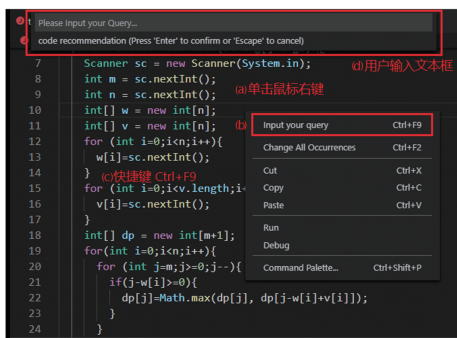 Please Input your Query...
code recommendation (Press 'Enter' to confirm or 'Escape' to cancel)
(d)用户输入文本框
7 Scanner sc = new Scanner(System.in);
8 int m = sc.nextInt();
(a)单击鼠标右键
9 int n = sc.nextInt();
10 int[] w = new int[n];
11 int[] v = new int[n];
(b)
12 for (int i=0;i<n;i++){
13 w[i]=sc.nextInt();
14 }
(c)快捷键 Ctrl+F9
15 for (int i=0;i<v.length;i+
16 v[i]=sc.nextInt();
17 }
18 int[] dp = new int[m+1];
19 for(int i=0;i<n;i++){
20 for (int j=m;j>=0;j--){
21 if(j-w[i]>=0){
22 dp[j]=Math.max(dp[j], dp[j-w[i]+v[i]]);
23 }
24 }
Input your query Ctrl+F9
Change All Occurrences Ctrl+F2
Cut Ctrl+X
Copy Ctrl+C
Paste Ctrl+V
Run
Debug
Command Palette... Ctrl+Shift+P